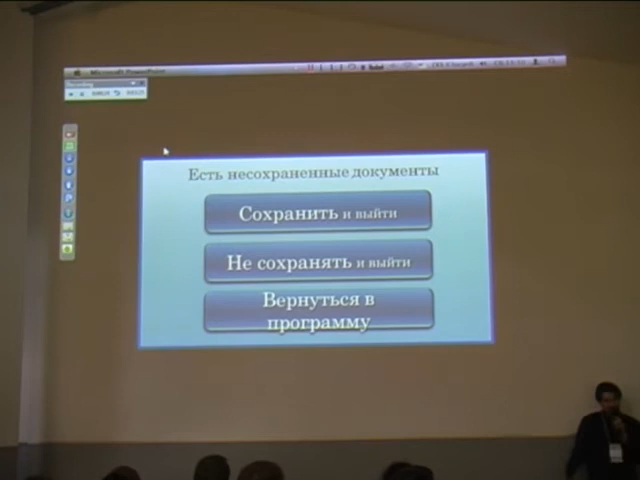 Microsoft PowerPoint
Есть несохраненные документы
Сохранить и выйти
Не сохранять и выйти
Вернуться в
программу